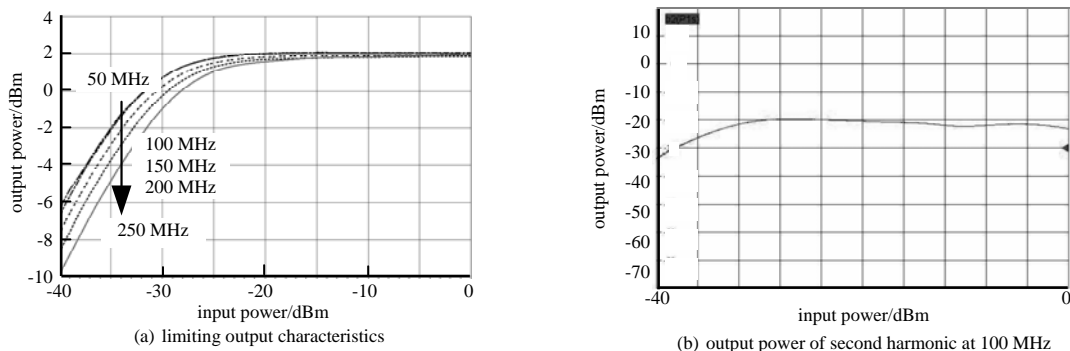 4
2
0
-2
-4
-6
-8
-10
output power/dBm
50 MHz
100 MHz
150 MHz
200 MHz
250 MHz
-40
-30
-20
-10
0
input power/dBm
(a) limiting output characteristics
10
0
-10
-20
-30
-40
-50
-60
-70
output power/dBm
-40
0
input power/dBm
(b) output power of second harmonic at 100 MHz